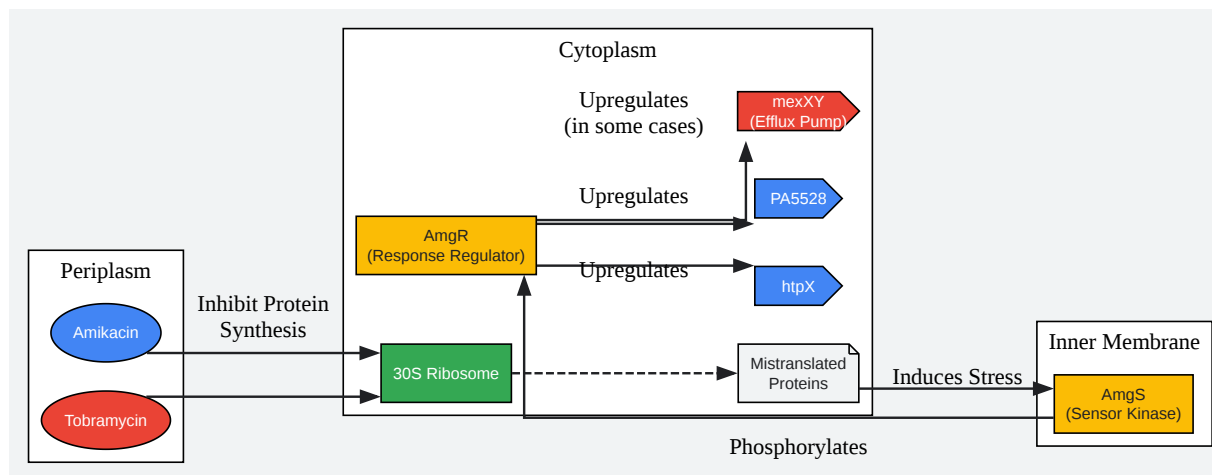 Cytoplasm
Upregulates
(in some cases)
mexXY
(Efflux Pump)
Upregulates
PA5528
AmgR
(Response Regulator)
Upregulates
htpX
Periplasm
Amikacin
Tobramycin
Inhibit Protein
Synthesis
30S Ribosome
Mistranslated
Proteins
Induces Stress
Inner Membrane
AmgS
(Sensor Kinase)
Phosphorylates